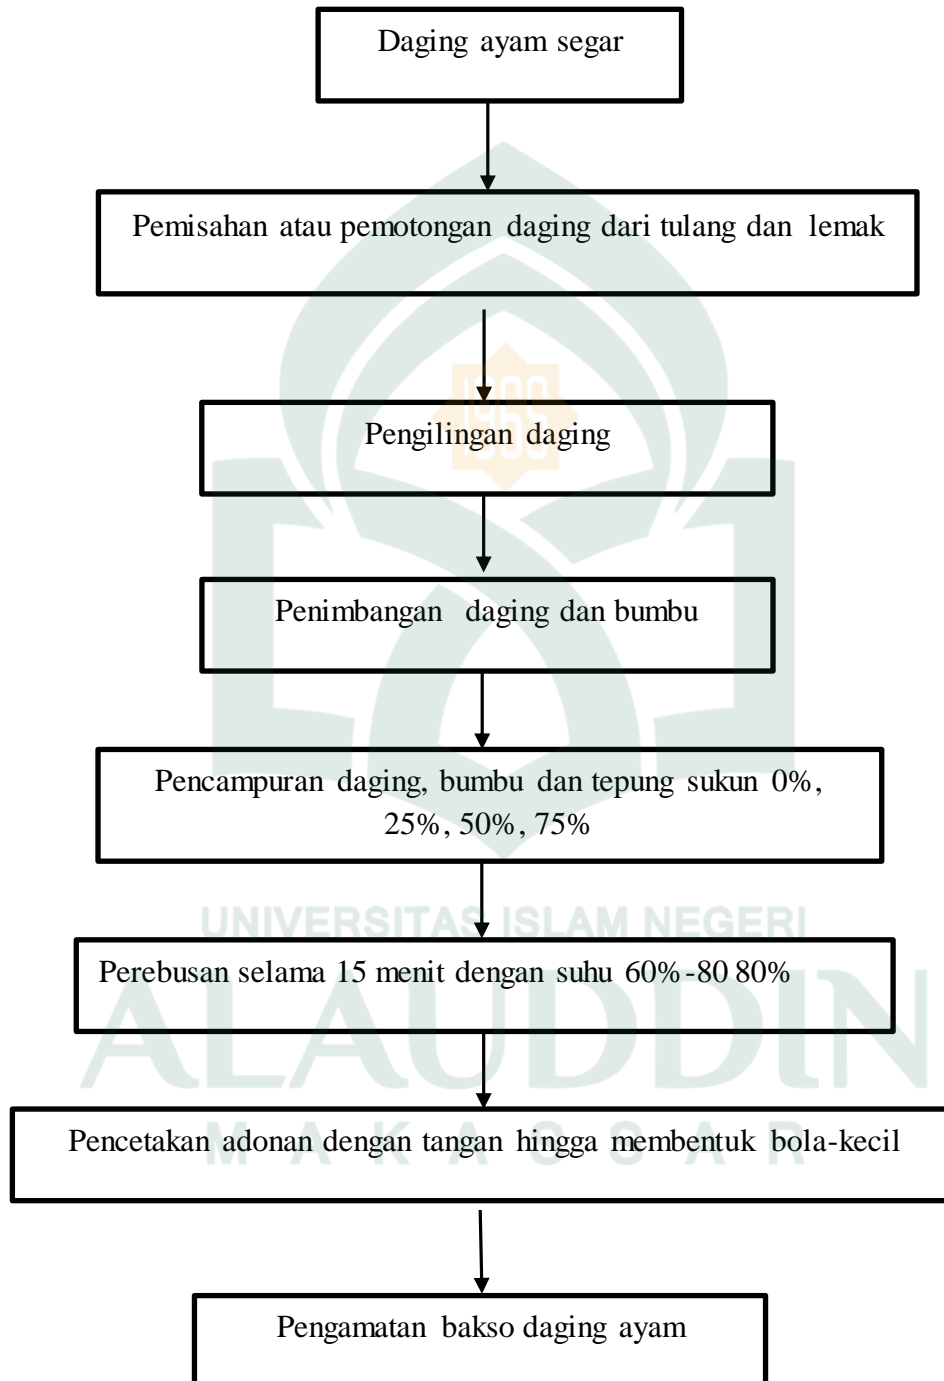 Daging ayam segar
Pemisahan atau pemotongan daging dari tulang dan lemak
1965
Pengilingan daging
Penimbangan daging dan bumbu
Pencampuran daging, bumbu dan tepung sukun 0%,
25%, 50%, 75%
UNIVERSITAS ISLAM NEGERI
Perebusan selama 15 menit dengan suhu 60%-80 80%
ALAUDDIN
Pencetakan adonan dengan tangan hingga membentuk bola-kecil
MAKASSAR
Pengamatan bakso daging ayam